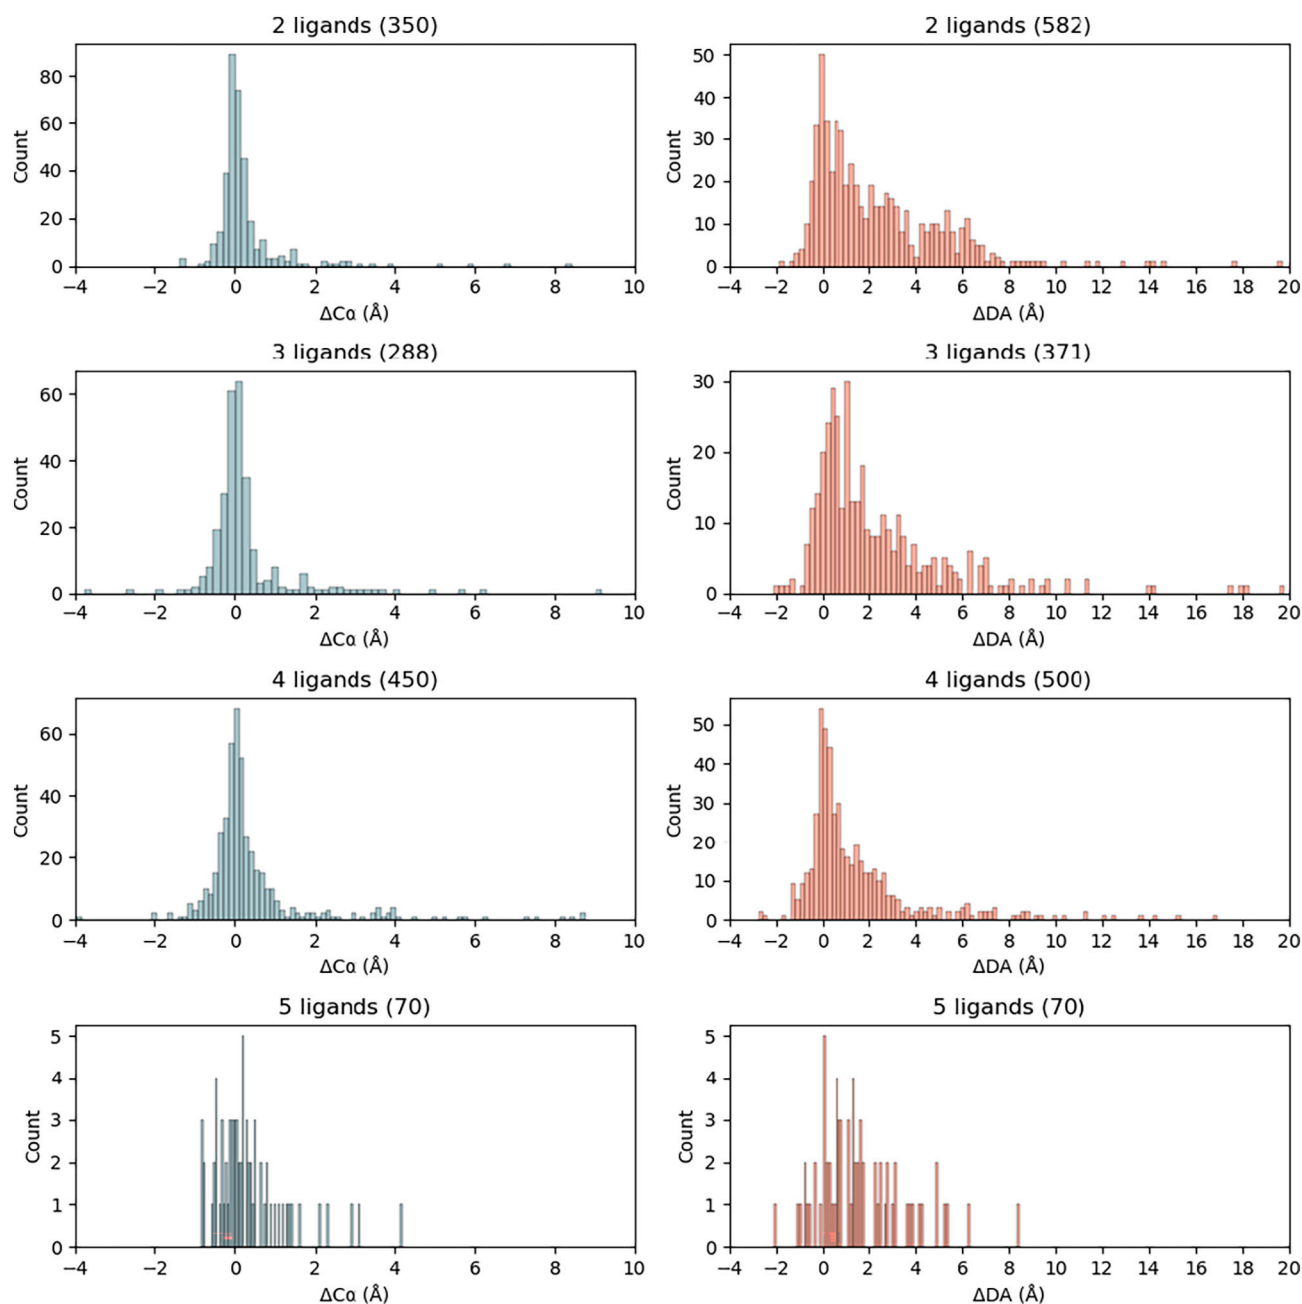 2 ligands (350)
Count
80
60
40
20
0
−4 −2 0 2 4 6 8 10
ΔCα (Å)
2 ligands (582)
Count
50
40
30
20
10
0
−4 −2 0 2 4 6 8 10 12 14 16 18 20
ΔDA (Å)
3 ligands (288)
Count
60
40
20
0
−4 −2 0 2 4 6 8 10
ΔCα (Å)
3 ligands (371)
Count
30
20
10
0
−4 −2 0 2 4 6 8 10 12 14 16 18 20
ΔDA (Å)
4 ligands (450)
Count
60
40
20
0
−4 −2 0 2 4 6 8 10
ΔCα (Å)
4 ligands (500)
Count
50
40
30
20
10
0
−4 −2 0 2 4 6 8 10 12 14 16 18 20
ΔDA (Å)
5 ligands (70)
Count
5
4
3
2
1
0
−4 −2 0 2 4 6 8 10
ΔCα (Å)
5 ligands (70)
Count
5
4
3
2
1
0
−4 −2 0 2 4 6 8 10 12 14 16 18 20
ΔDA (Å)